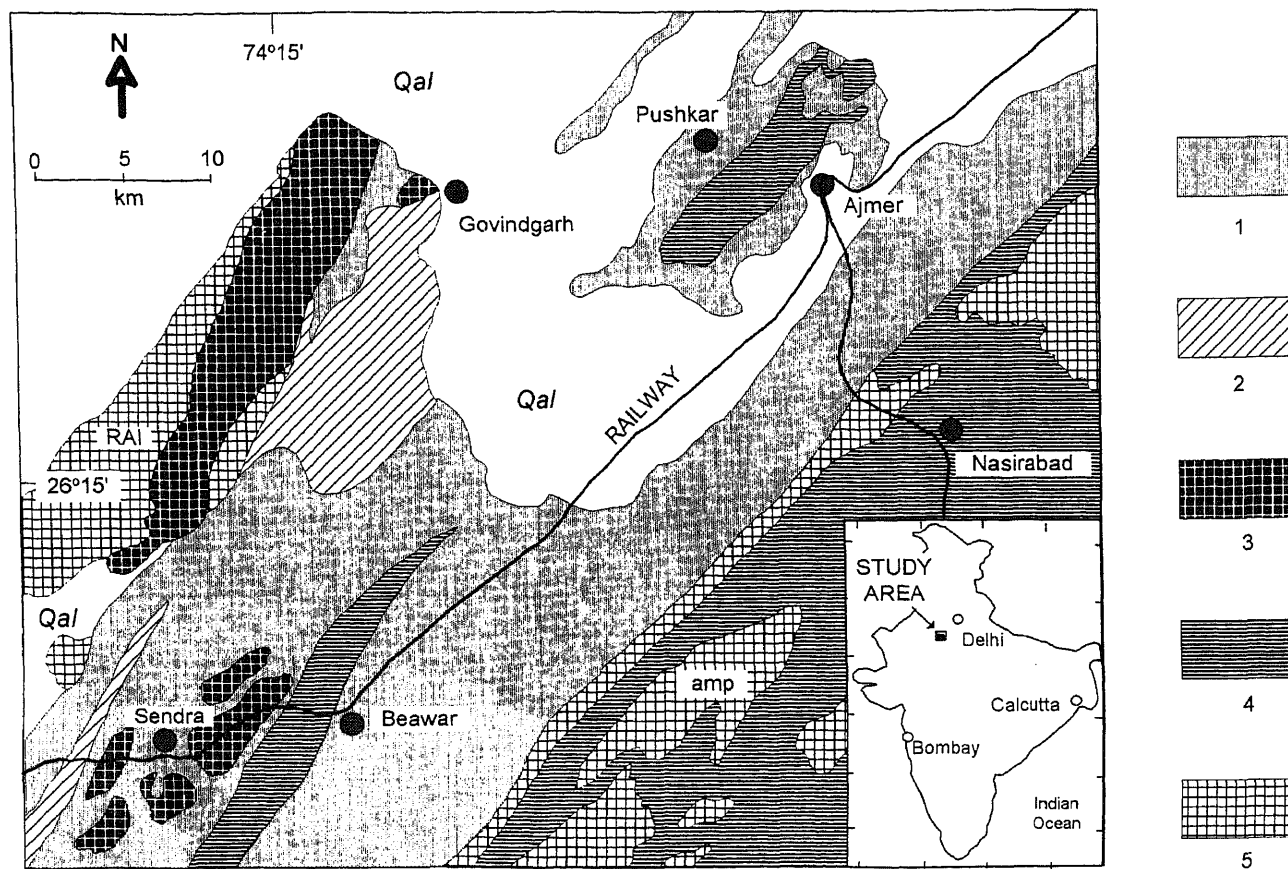 N
74°15'
Qal
Pushkar
0 5 10
km
Govindgarh
Ajmer
1
2
Qal
RAILWAY
RAI
26°15'
Nasirabad
3
STUDY
AREA
Delhi
Qal
amp
Sendra
Beawar
Calcutta
Bombay
4
Indian
Ocean
5